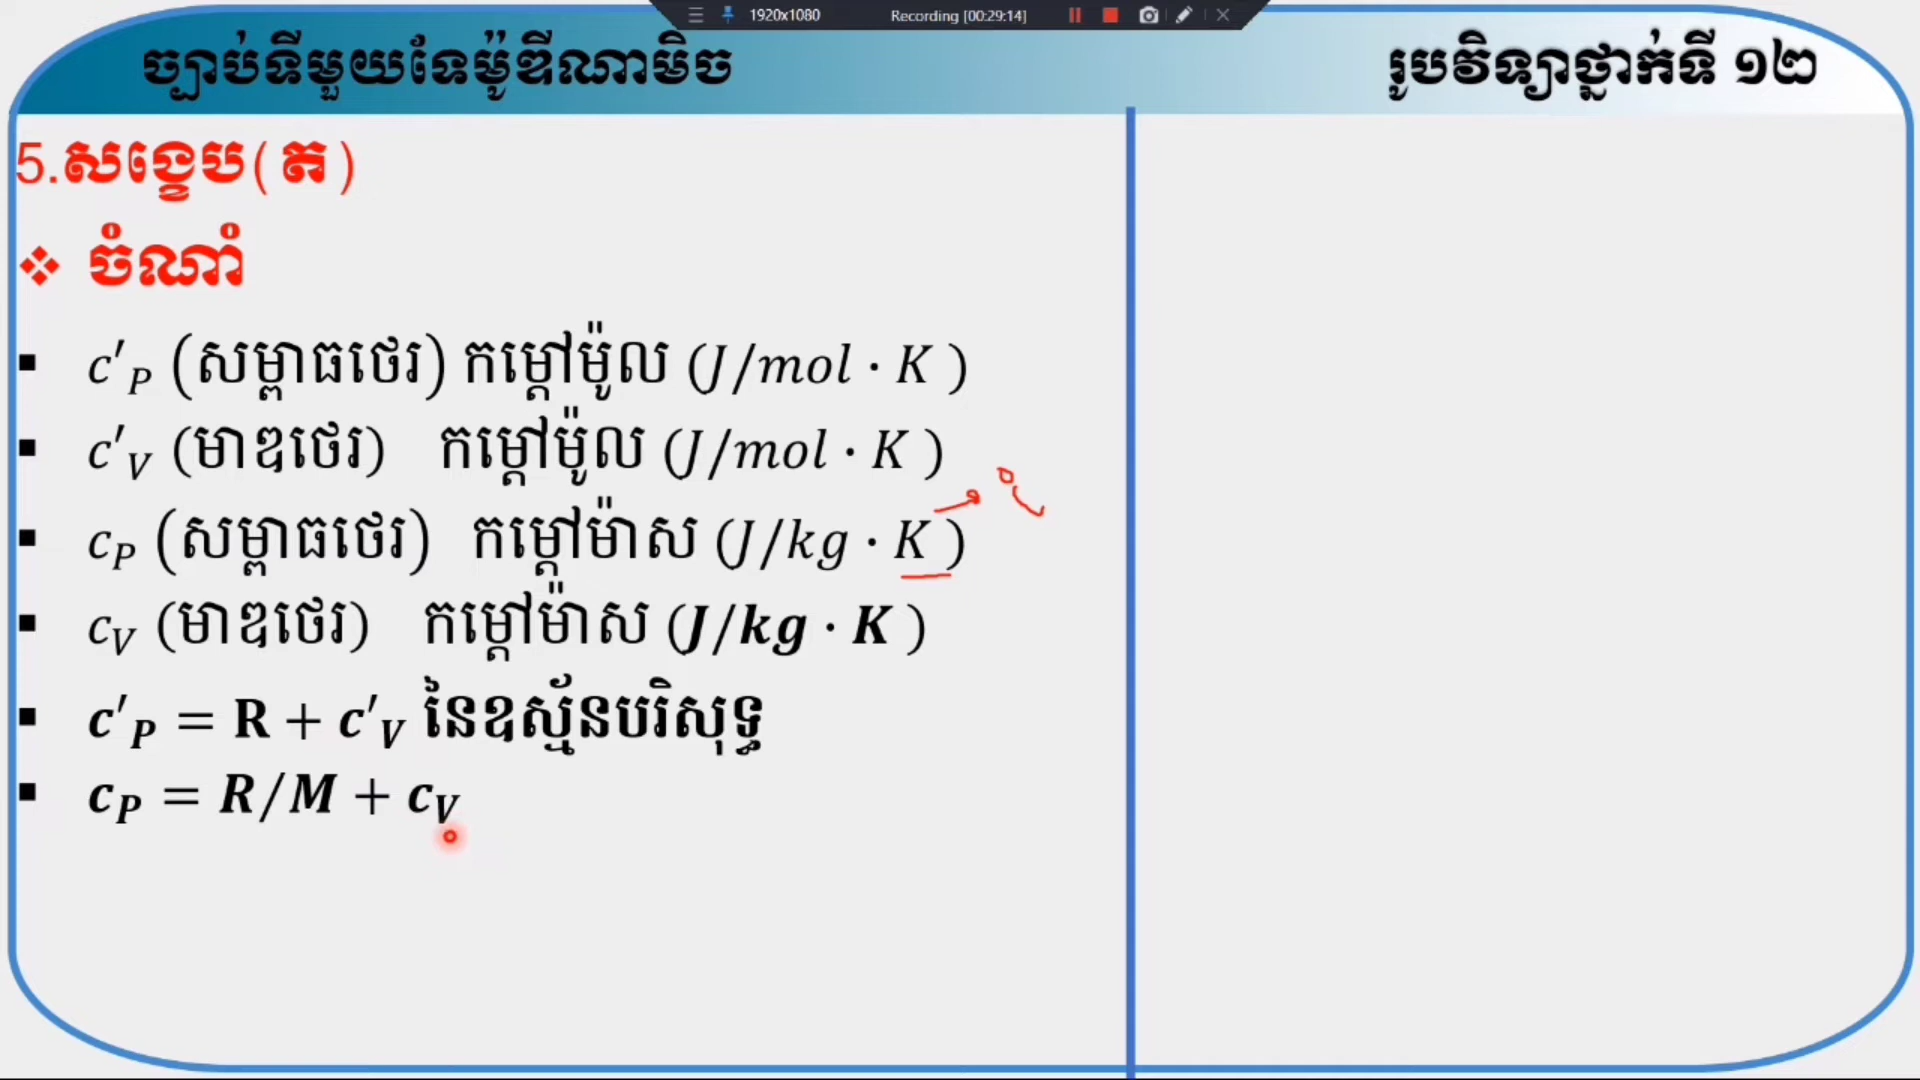 1920x1080 Recording [00:29:14]
ច្បាប់ទីមួយទែម៉ូឌីណាមិច
រូបវិទ្យាថ្នាក់ទី ១២
5.សង្ខេប(ត)
❖ ចំណាំ
▪ c′P (សម្ពាធថេរ) កម្ដៅម៉ូល (J/mol · K )
▪ c′V (មាឌថេរ) កម្ដៅម៉ូល (J/mol · K )
▪ cP (សម្ពាធថេរ) កម្ដៅម៉ាស (J/kg · K )
▪ cV (មាឌថេរ) កម្ដៅម៉ាស (J/kg · K )
▪ c′P = R + c′V នៃឧស្ម័នបរិសុទ្ធ
▪ cP = R/M + cV